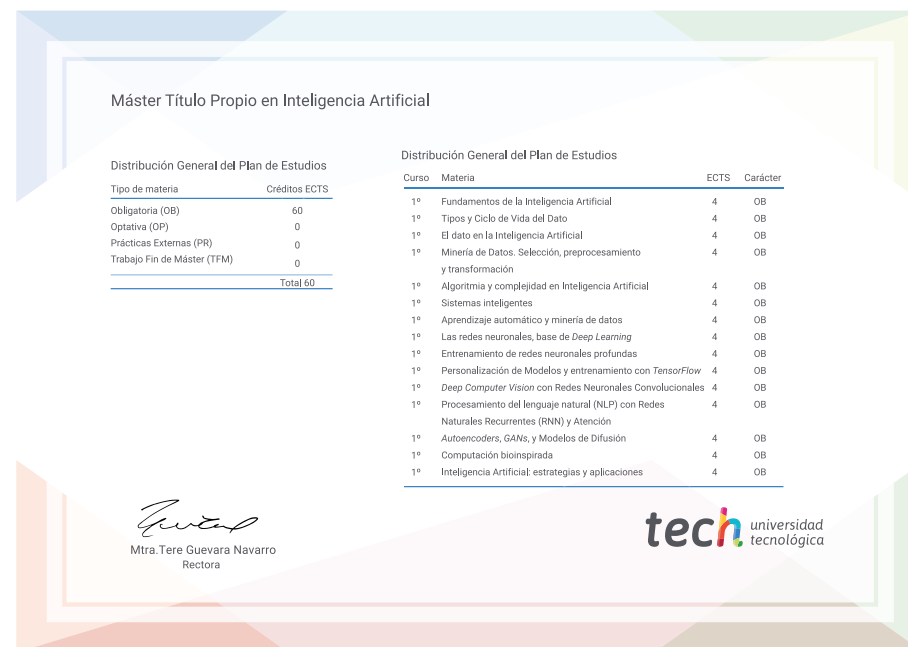 Máster Título Propio en Inteligencia Artificial
Distribución General del Plan de Estudios
Tipo de materia Créditos ECTS
Obligatoria (OB) 60
Optativa (OP) 0
Prácticas Externas (PR) 0
Trabajo Fin de Máster (TFM) 0
Total 60
Distribución General del Plan de Estudios
Curso Materia ECTS Carácter
1º Fundamentos de la Inteligencia Artificial 4 OB
1º Tipos y Ciclo de Vida del Dato 4 OB
1º El dato en la Inteligencia Artificial 4 OB
1º Minería de Datos. Selección, preprocesamiento 4 OB
y transformación
1º Algoritmia y complejidad en Inteligencia Artificial 4 OB
1º Sistemas inteligentes 4 OB
1º Aprendizaje automático y minería de datos 4 OB
1º Las redes neuronales, base de Deep Learning 4 OB
1º Entrenamiento de redes neuronales profundas 4 OB
1º Personalización de Modelos y entrenamiento con TensorFlow 4 OB
1º Deep Computer Vision con Redes Neuronales Convolucionales 4 OB
1º Procesamiento del lenguaje natural (NLP) con Redes 4 OB
Naturales Recurrentes (RNN) y Atención
1º Autoencoders, GANs, y Modelos de Difusión 4 OB
1º Computación bioinspirada 4 OB
1º Inteligencia Artificial: estrategias y aplicaciones 4 OB
Mtra.Tere Guevara Navarro
Rectora
tech universidad
tecnológica